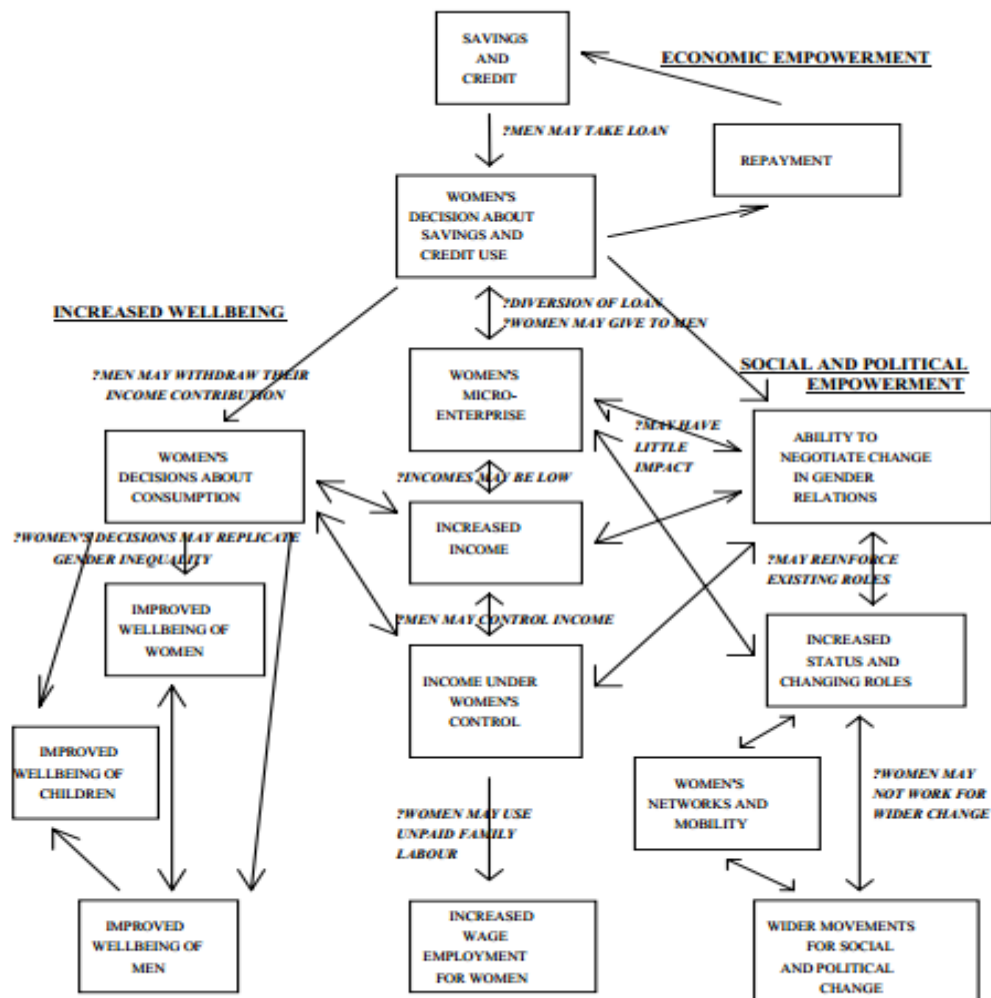 SAVINGS
AND
CREDIT
ECONOMIC EMPOWERMENT
?MEN MAY TAKE LOAN
REPAYMENT
WOMEN'S
DECISION ABOUT
SAVINGS AND
CREDIT USE
INCREASED WELLBEING
?DIVERSION OF LOAN
?WOMEN MAY GIVE TO MEN
?MEN MAY WITHDRAW THEIR
INCOME CONTRIBUTION
WOMEN'S
MICRO-
ENTERPRISE
SOCIAL AND POLITICAL
EMPOWERMENT
?MAY HAVE
LITTLE
IMPACT
ABILITY TO
NEGOTIATE CHANGE
IN GENDER
RELATIONS
WOMEN'S
DECISIONS ABOUT
CONSUMPTION
?INCOMES MAY BE LOW
INCREASED
INCOME
?WOMEN'S DECISIONS MAY REPLICATE
GENDER INEQUALITY
?MAY REINFORCE
EXISTING ROLES
IMPROVED
WELLBEING OF
WOMEN
?MEN MAY CONTROL INCOME
INCOME UNDER
WOMEN'S
CONTROL
INCREASED
STATUS AND
CHANGING ROLES
IMPROVED
WELLBEING OF
CHILDREN
WOMEN'S
NETWORKS AND
MOBILITY
?WOMEN MAY
NOT WORK FOR
WIDER CHANGE
?WOMEN MAY USE
UNPAID FAMILY
LABOUR
IMPROVED
WELLBEING OF
MEN
INCREASED
WAGE
EMPLOYMENT
FOR WOMEN
WIDER MOVEMENTS
FOR SOCIAL
AND POLITICAL
CHANGE